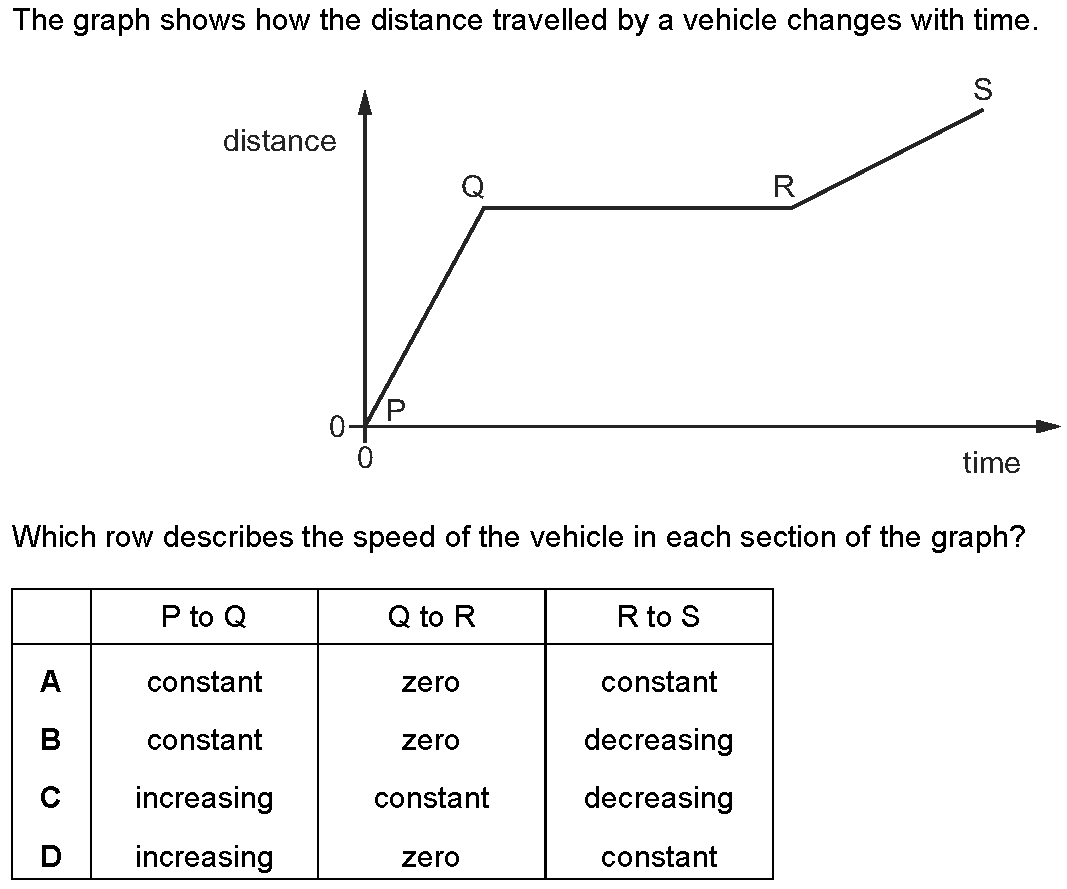 The graph shows how the distance travelled by a vehicle changes with time.
S
distance
Q
R
P
0
0
time
Which row describes the speed of the vehicle in each section of the graph?
P to Q Q to R R to S
A constant zero constant
B constant zero decreasing
C increasing constant decreasing
D increasing zero constant